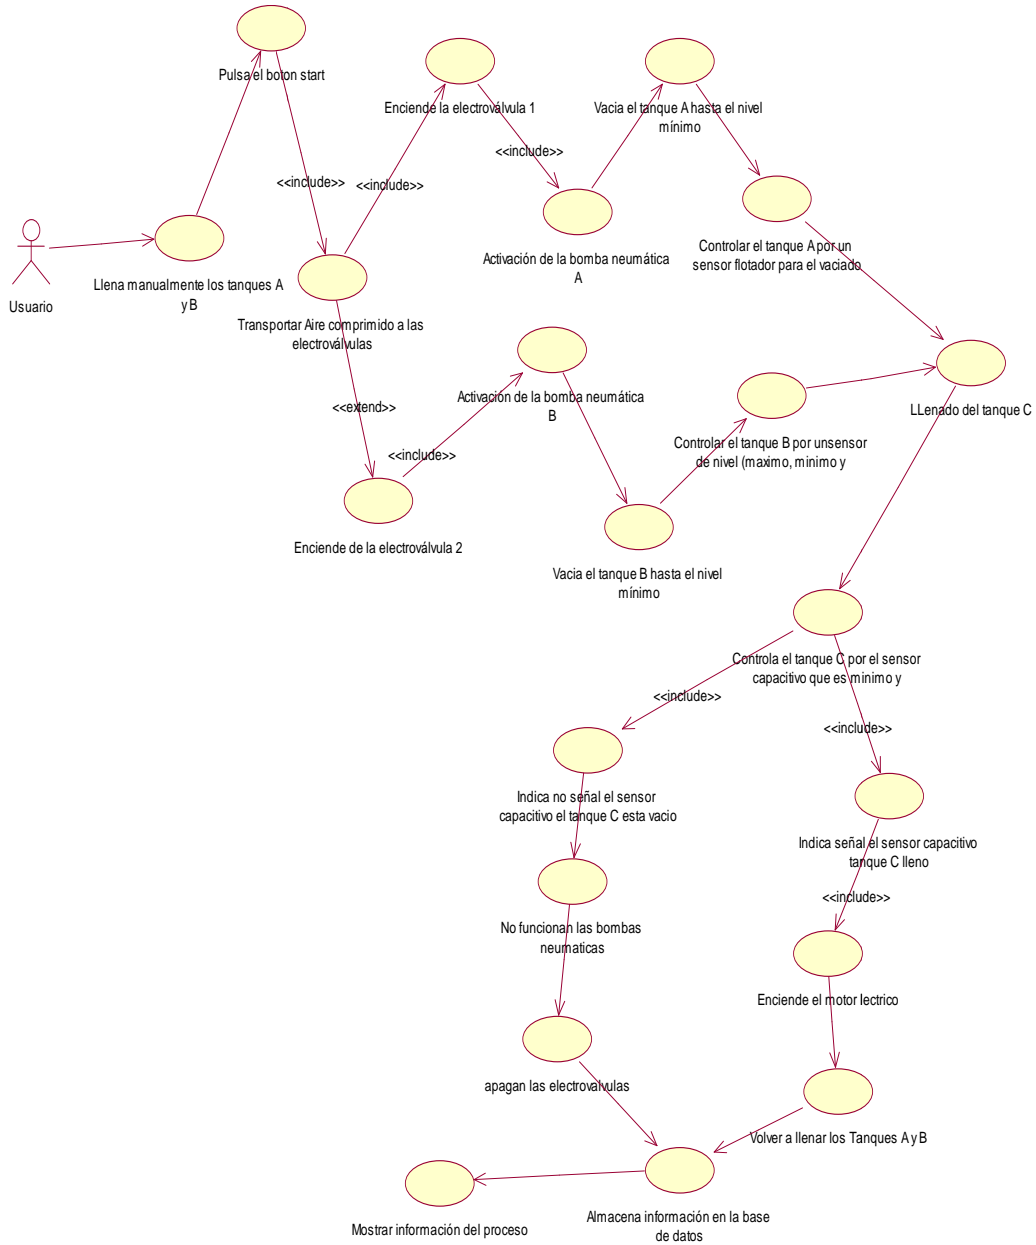 Pulsa el boton start
Enciende la electroválvula 1
Vacia el tanque A hasta el nivel
mínimo
<<include>>
<<include>>
<<include>>
Usuario
Llena manualmente los tanques A
y B
Activación de la bomba neumática
A
Controlar el tanque A por un
sensor flotador para el vaciado
Transportar Aire comprimido a las
electroválvulas
<<extend>>
Activación de la bomba neumática
B
LLenado del tanque C
<<include>>
Controlar el tanque B por unsensor
de nivel (maximo, minimo y
Enciende de la electroválvula 2
Vacia el tanque B hasta el nivel
mínimo
Controla el tanque C por el sensor
capacitivo que es minimo y
<<include>>
<<include>>
Indica no señal el sensor
capacitivo el tanque C esta vacio
Indica señal el sensor capacitivo
tanque C lleno
<<include>>
No funcionan las bombas
neumaticas
Enciende el motor lectrico
apagan las electrovalvulas
Volver a llenar los Tanques A y B
Mostrar información del proceso
Almacena información en la base
de datos